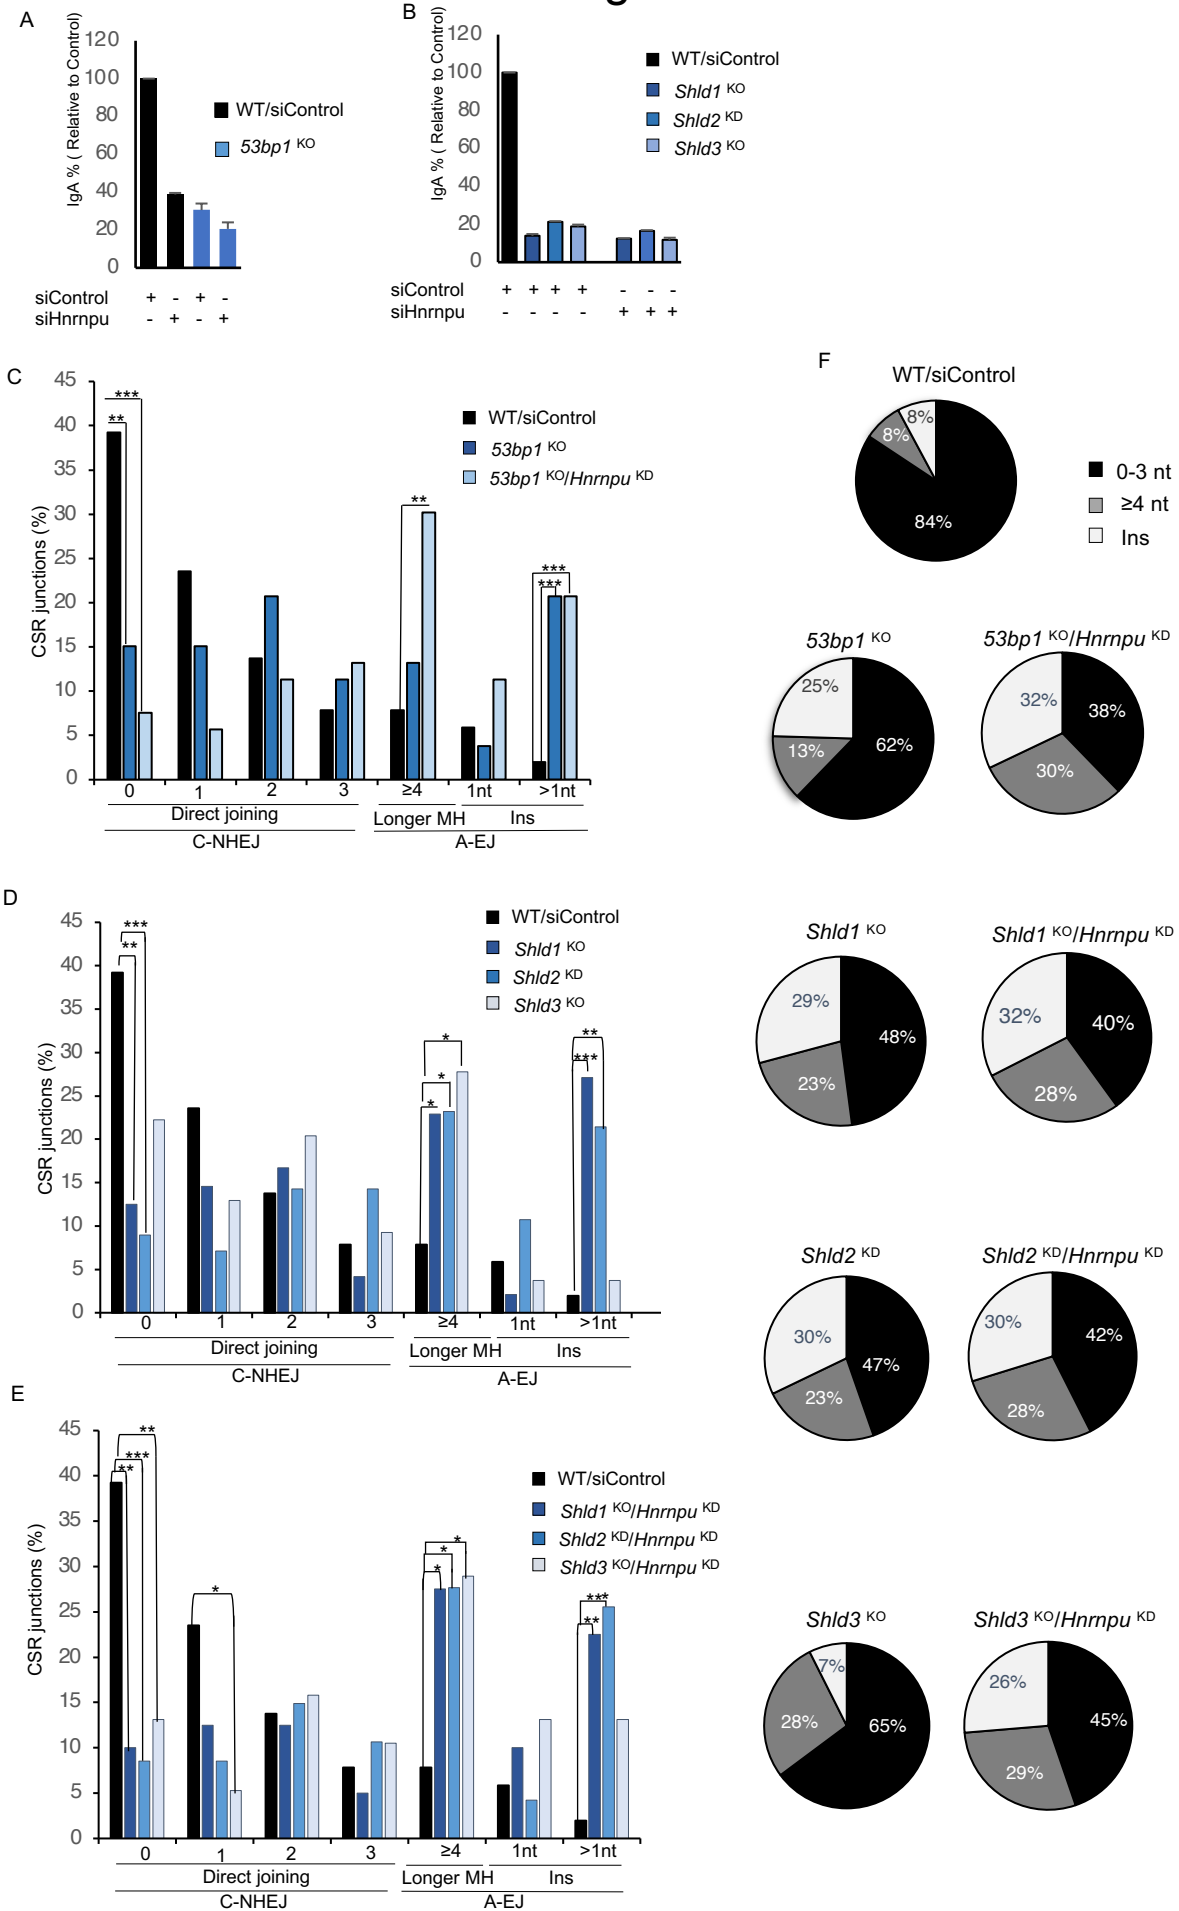 A
IgA % ( Relative to Control)
120
100
80
60
40
20
0
WT/siControl
53bp1 KO
siControl + - + -
siHnrnpu - + - +
B
IgA % ( Relative to Control)
120
100
80
60
40
20
0
WT/siControl
Shld1 KO
Shld2 KD
Shld3 KO
siControl + + + + - - -
siHnrnpu - - - - + + +
C
CSR junctions (%)
45
40
35
30
25
20
15
10
5
0
***
**
**
***
***
WT/siControl
53bp1 KO
53bp1 KO/Hnrnpu KD
0 1 2 3 ≥4 1nt >1nt
Direct joining Longer MH Ins
C-NHEJ A-EJ
D
CSR junctions (%)
45
40
35
30
25
20
15
10
5
0
***
**
*
*
*
**
***
WT/siControl
Shld1 KO
Shld2 KD
Shld3 KO
0 1 2 3 ≥4 1nt >1nt
Direct joining Longer MH Ins
C-NHEJ A-EJ
E
CSR junctions (%)
45
40
35
30
25
20
15
10
5
0
**
***
**
*
*
*
*
***
**
WT/siControl
Shld1 KO/Hnrnpu KD
Shld2 KD/Hnrnpu KD
Shld3 KO/Hnrnpu KD
0 1 2 3 ≥4 1nt >1nt
Direct joining Longer MH Ins
C-NHEJ A-EJ
F
WT/siControl
8%
8%
84%
0-3 nt
≥4 nt
Ins
53bp1 KO
25%
13%
62%
53bp1 KO/Hnrnpu KD
32%
38%
30%
Shld1 KO
29%
48%
23%
Shld1 KO/Hnrnpu KD
32%
40%
28%
Shld2 KD
30%
47%
23%
Shld2 KD/Hnrnpu KD
30%
42%
28%
Shld3 KO
7%
28%
65%
Shld3 KO/Hnrnpu KD
26%
45%
29%